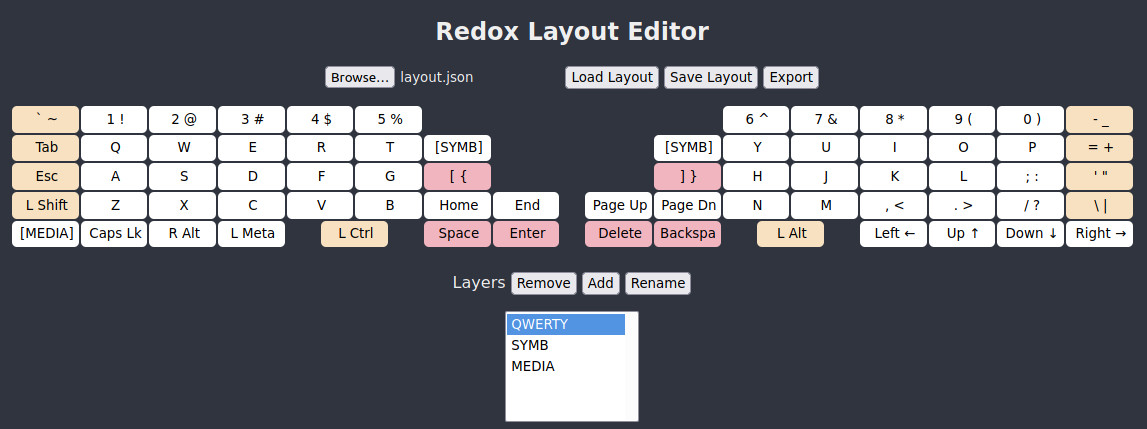 Redox Layout Editor
Browse... layout.json Load Layout Save Layout Export
` ~ 1 ! 2 @ 3 # 4 $ 5 % 6 ^ 7 & 8 * 9 ( 0 ) - _
Tab Q W E R T [SYMB] [SYMB] Y U I O P = +
Esc A S D F G [ { ] } H J K L ; : ' "
L Shift Z X C V B Home End Page Up Page Dn N M , < . > / ? \ |
[MEDIA] Caps Lk R Alt L Meta L Ctrl Space Enter Delete Backspa L Alt Left ← Up ↑ Down ↓ Right →
Layers Remove Add Rename
QWERTY
SYMB
MEDIA